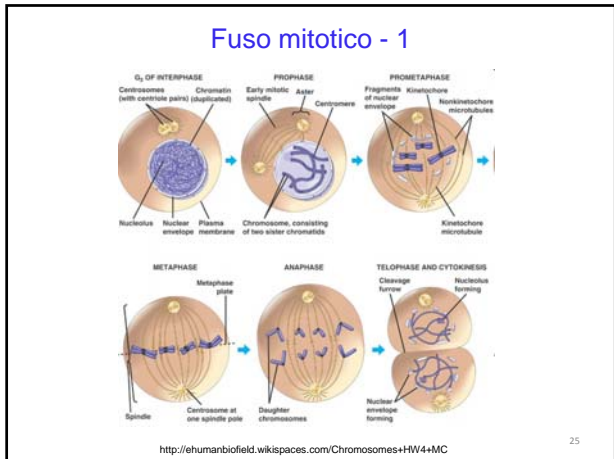 Fuso mitotico - 1
G2 OF INTERPHASE
PROPHASE
PROMETAPHASE
Centrosomes
(with centriole pairs)
Chromatin
(duplicated)
Early mitotic
spindle
Aster
Centromere
Fragments
of nuclear
envelope
Kinetochore
Nonkinetochore
microtubules
Nucleolus
Nuclear
envelope
Plasma
membrane
Chromosome, consisting
of two sister chromatids
Kinetochore
microtubule
METAPHASE
ANAPHASE
TELOPHASE AND CYTOKINESIS
Metaphase
plate
Cleavage
furrow
Nucleolus
forming
Spindle
Centrosome at
one spindle pole
Daughter
chromosomes
Nuclear
envelope
forming
http://ehumanbiofield.wikispaces.com/Chromosomes+HW4+MC
25